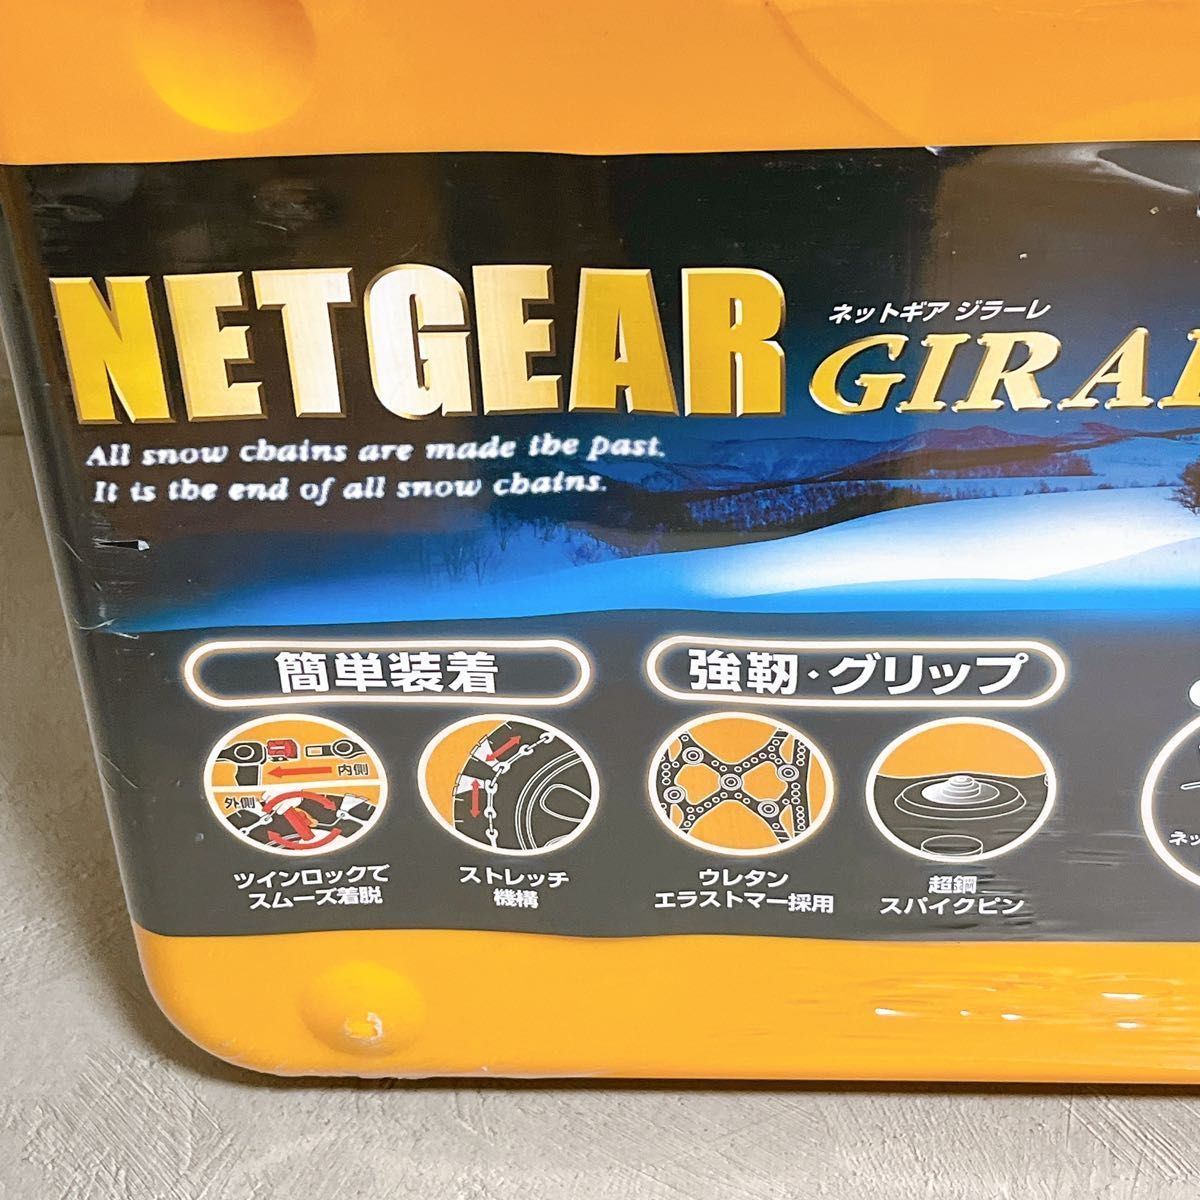 NETGEAR
ネットギア ジラーレ
GIRAR
All snow chains are made the past.
It is the end of all snow chains.
簡単装着
強靭・グリップ
内側
外側
ツインロックで
スムーズ着脱
ストレッチ
機構
ウレタン
エラストマー採用
超鋼
スパイクピン
ネッ